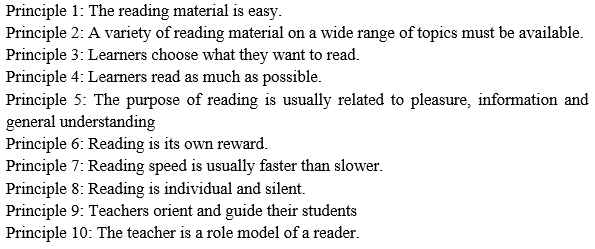 Principle 1: The reading material is easy.
Principle 2: A variety of reading material on a wide range of topics must be available.
Principle 3: Learners choose what they want to read.
Principle 4: Learners read as much as possible.
Principle 5: The purpose of reading is usually related to pleasure, information and
general understanding
Principle 6: Reading is its own reward.
Principle 7: Reading speed is usually faster than slower.
Principle 8: Reading is individual and silent.
Principle 9: Teachers orient and guide their students
Principle 10: The teacher is a role model of a reader.